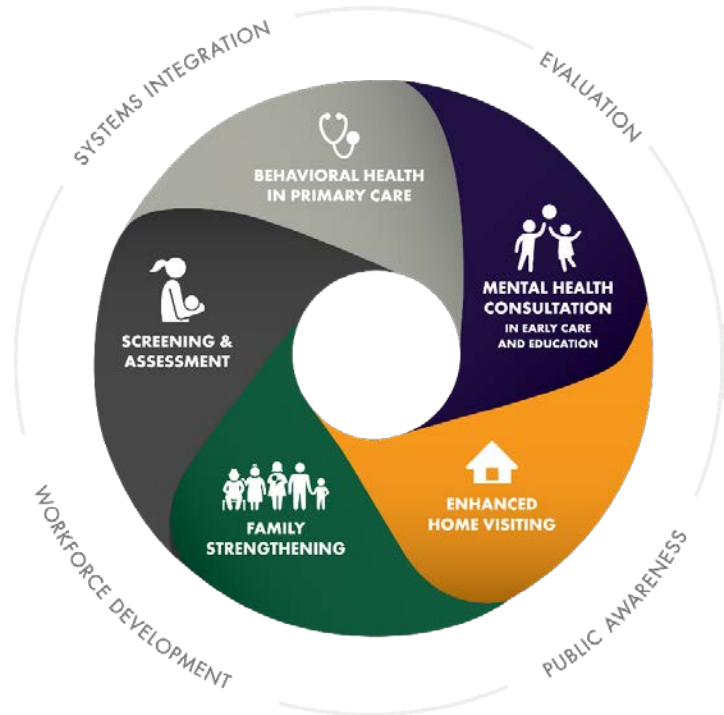 SYSTEMS INTEGRATION
EVALUATION
BEHAVIORAL HEALTH
IN PRIMARY CARE
MENTAL HEALTH
CONSULTATION
IN EARLY CARE
AND EDUCATION
SCREENING &
ASSESSMENT
ENHANCED
HOME VISITING
FAMILY
STRENGTHENING
WORKFORCE DEVELOPMENT
PUBLIC AWARENESS